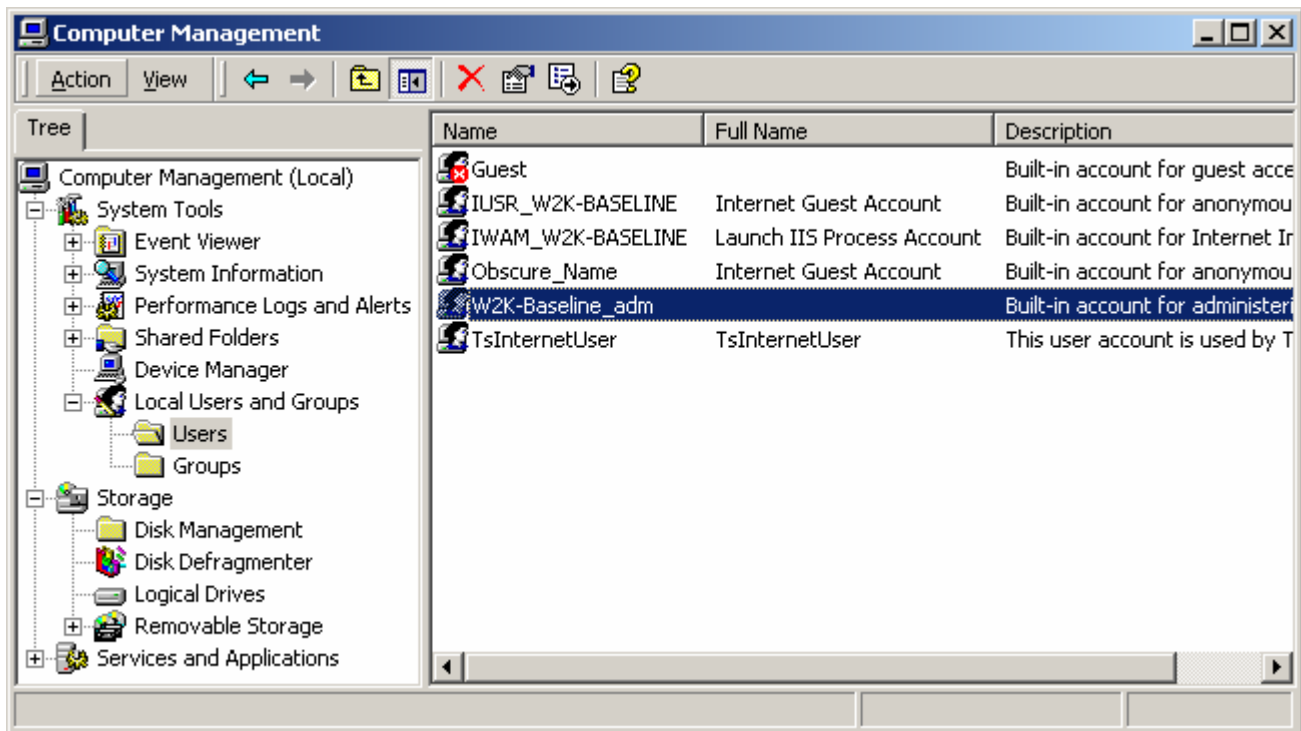 Computer Management
Action View
Tree
Computer Management (Local)
System Tools
Event Viewer
System Information
Performance Logs and Alerts
Shared Folders
Device Manager
Local Users and Groups
Users
Groups
Storage
Disk Management
Disk Defragmenter
Logical Drives
Removable Storage
Services and Applications
Name Full Name Description
Guest Built-in account for guest acce
IUSR_W2K-BASELINE Internet Guest Account Built-in account for anonymou
IWAM_W2K-BASELINE Launch IIS Process Account Built-in account for Internet In
Obscure_Name Internet Guest Account Built-in account for anonymou
W2K-Baseline_adm Built-in account for administeri
TsInternetUser TsInternetUser This user account is used by T